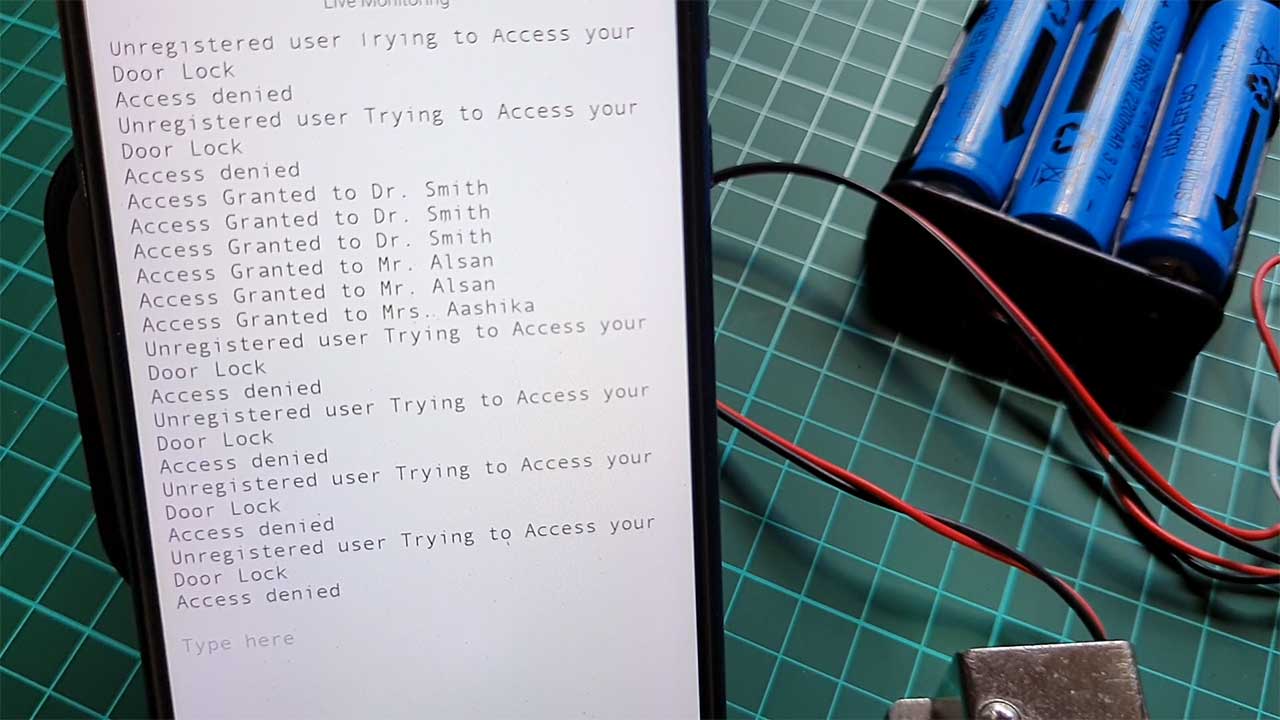 Live Monitoring
Unregistered user Trying to Access your
Door Lock
Access denied
Unregistered user Trying to Access your
Door Lock
Access denied
Access Granted to Dr. Smith
Access Granted to Dr. Smith
Access Granted to Dr. Smith
Access Granted to Mr. Alsan
Access Granted to Mr. Alsan
Access Granted to Mrs. Aashika
Unregistered user Trying to Access your
Door Lock
Access denied
Unregistered user Trying to Access your
Door Lock
Access denied
Unregistered user Trying to Access your
Door Lock
Access denied
Unregistered user Trying to Access your
Door Lock
Access denied
Type here